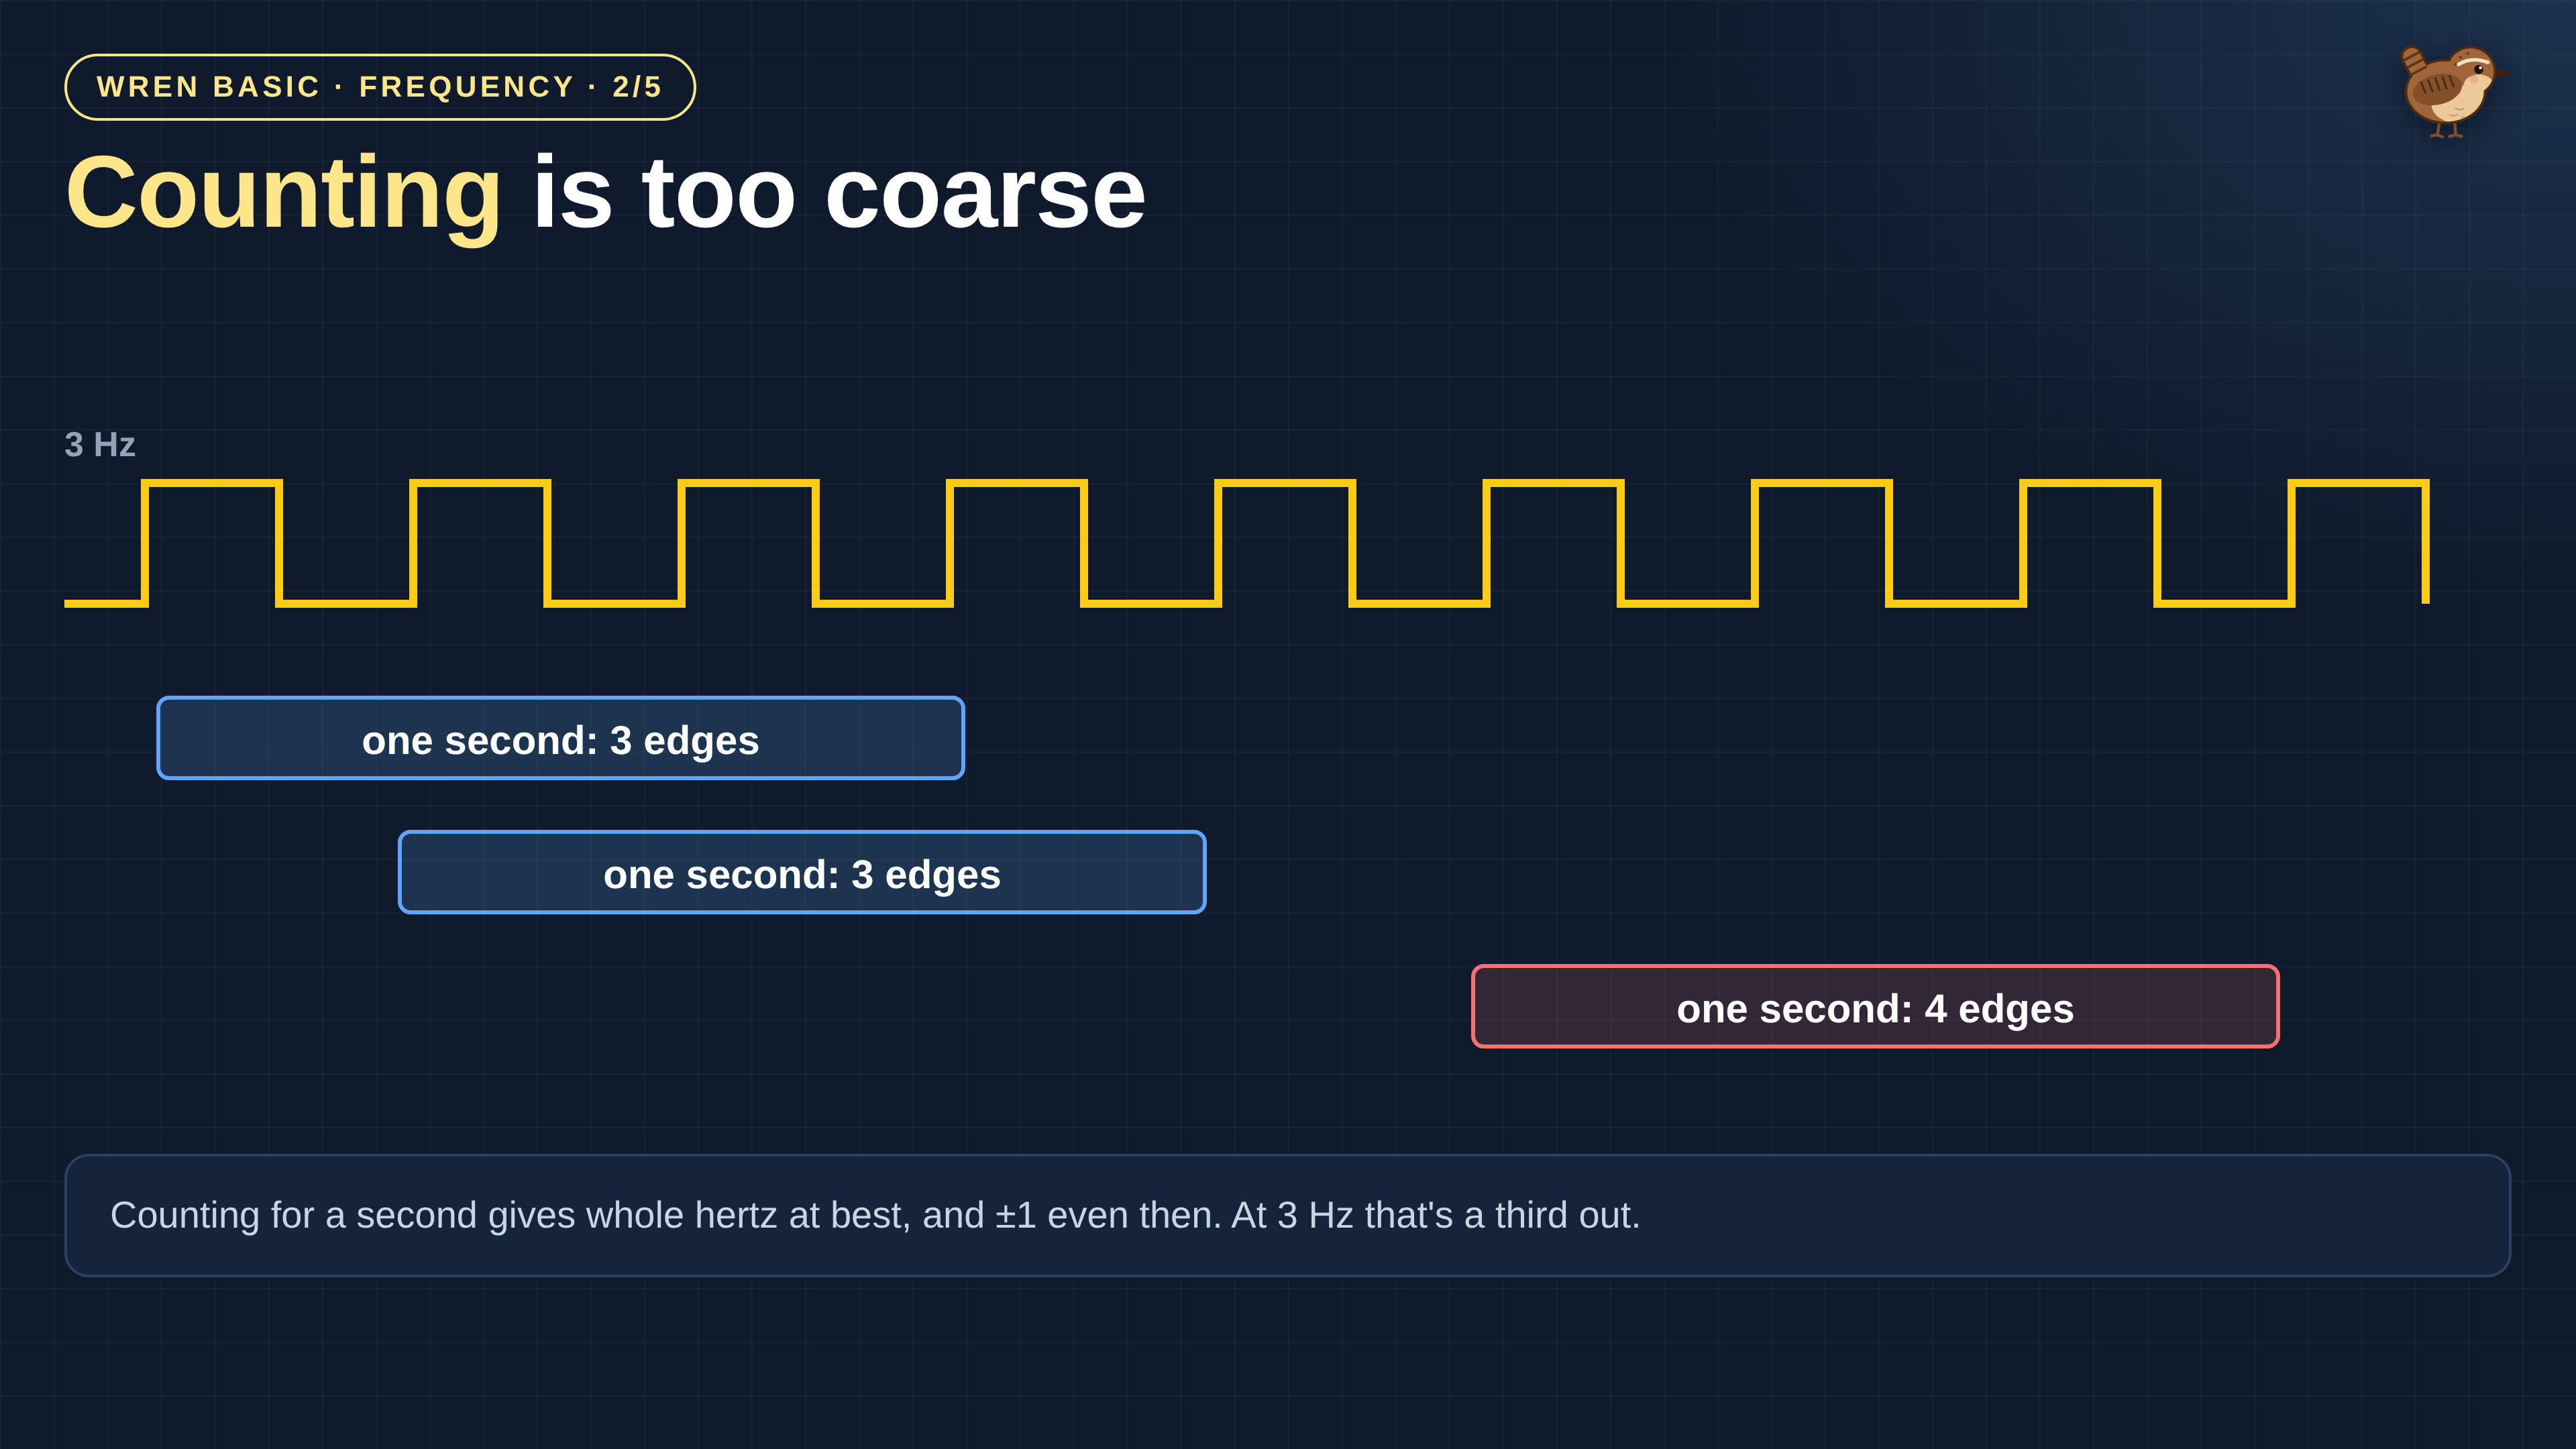 WREN BASIC · FREQUENCY · 2/5
Counting is too coarse
3 Hz
one second: 3 edges
one second: 3 edges
one second: 4 edges
Counting for a second gives whole hertz at best, and ±1 even then. At 3 Hz that's a third out.